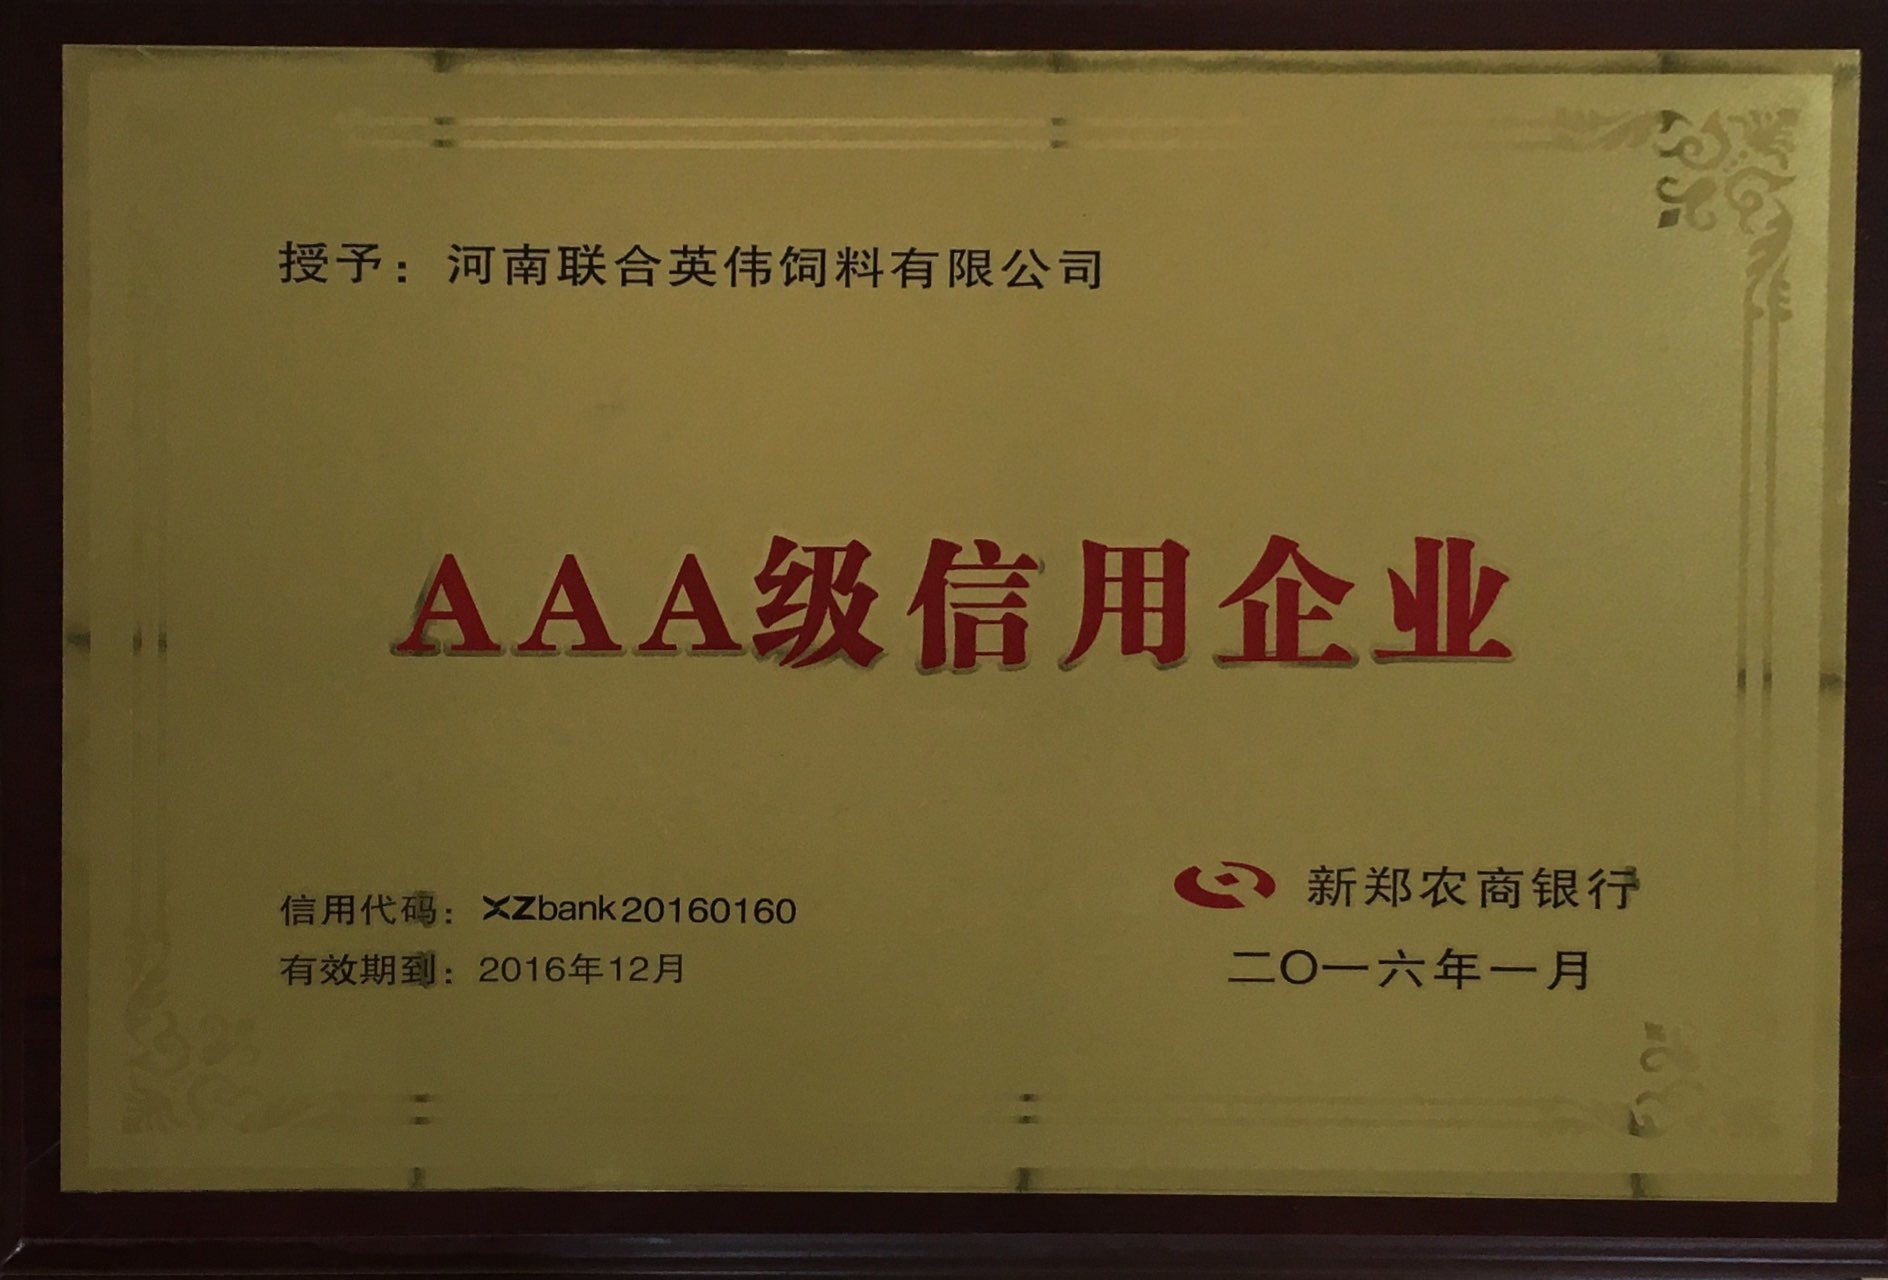 授予：河南联合英伟饲料有限公司
AAA级信用企业
信用代码：XZbank20160160
有效期到：2016年12月
新郑农商银行
二〇一六年一月